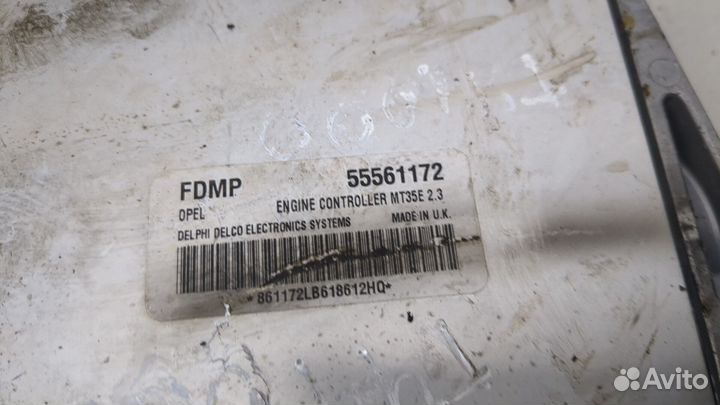 FDMP 55561172
OPEL ENGINE CONTROLLER MT35E 2.3
DELPHI DELCO ELECTRONICS SYSTEMS MADE IN U.K.
*861172LB618612HQ*
Avito